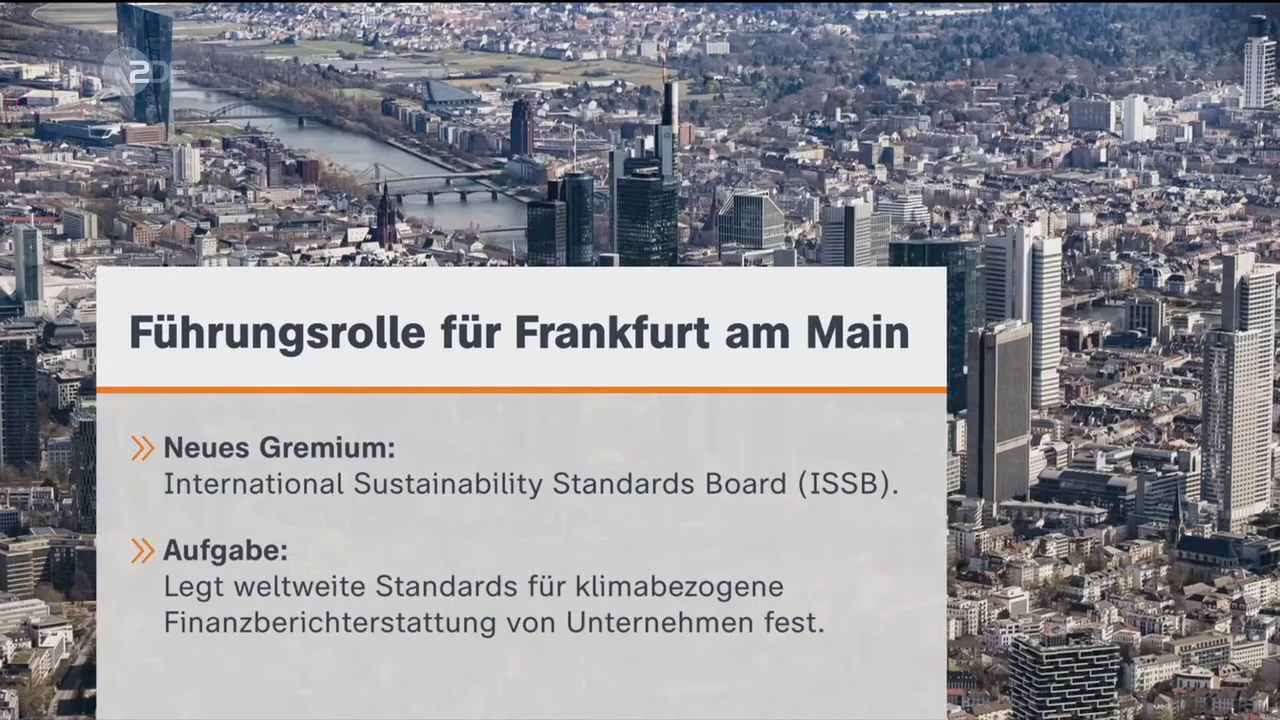 ZDF
Führungsrolle für Frankfurt am Main
Neues Gremium:
International Sustainability Standards Board (ISSB).
Aufgabe:
Legt weltweite Standards für klimabezogene
Finanzberichterstattung von Unternehmen fest.